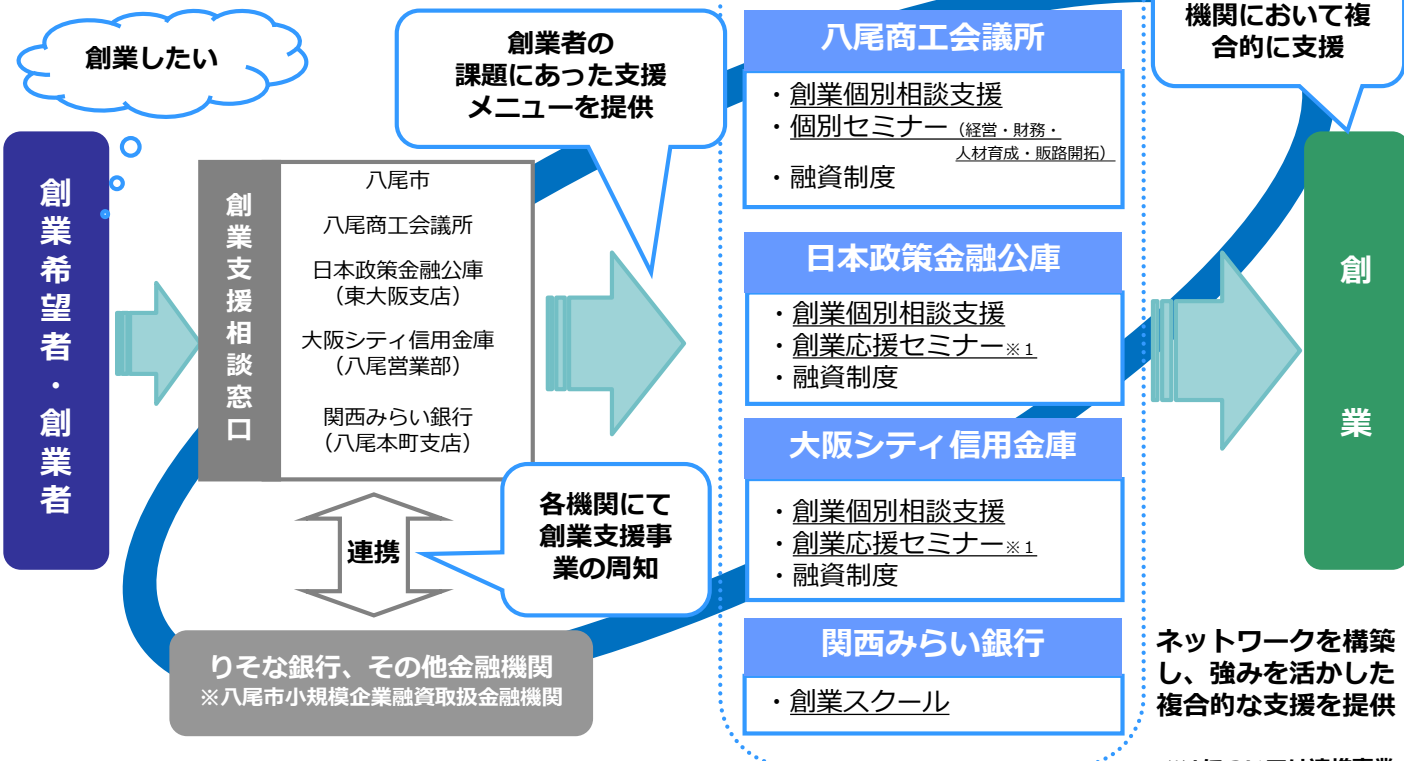 創業したい
創業希望者・創業者
創業支援相談窓口
八尾市
八尾商工会議所
日本政策金融公庫
（東大阪支店）
大阪シティ信用金庫
（八尾営業部）
関西みらい銀行
（八尾本町支店）
連携
各機関にて
創業支援事
業の周知
りそな銀行、その他金融機関
※八尾市小規模企業融資取扱金融機関
創業者の
課題にあった支援
メニューを提供
八尾商工会議所
・創業個別相談支援
・個別セミナー（経営・財務・
人材育成・販路開拓）
・融資制度
日本政策金融公庫
・創業個別相談支援
・創業応援セミナー※１
・融資制度
大阪シティ信用金庫
・創業個別相談支援
・創業応援セミナー※１
・融資制度
関西みらい銀行
・創業スクール
機関において複
合的に支援
創業
ネットワークを構築
し、強みを活かした
複合的な支援を提供